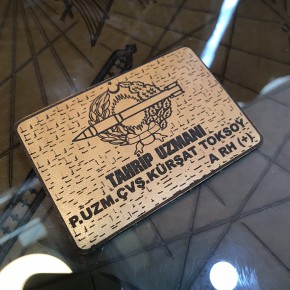 TAHRİP UZMANI
P.UZM.ÇVŞ.KÜRŞAT TOKSOY
A RH (+)